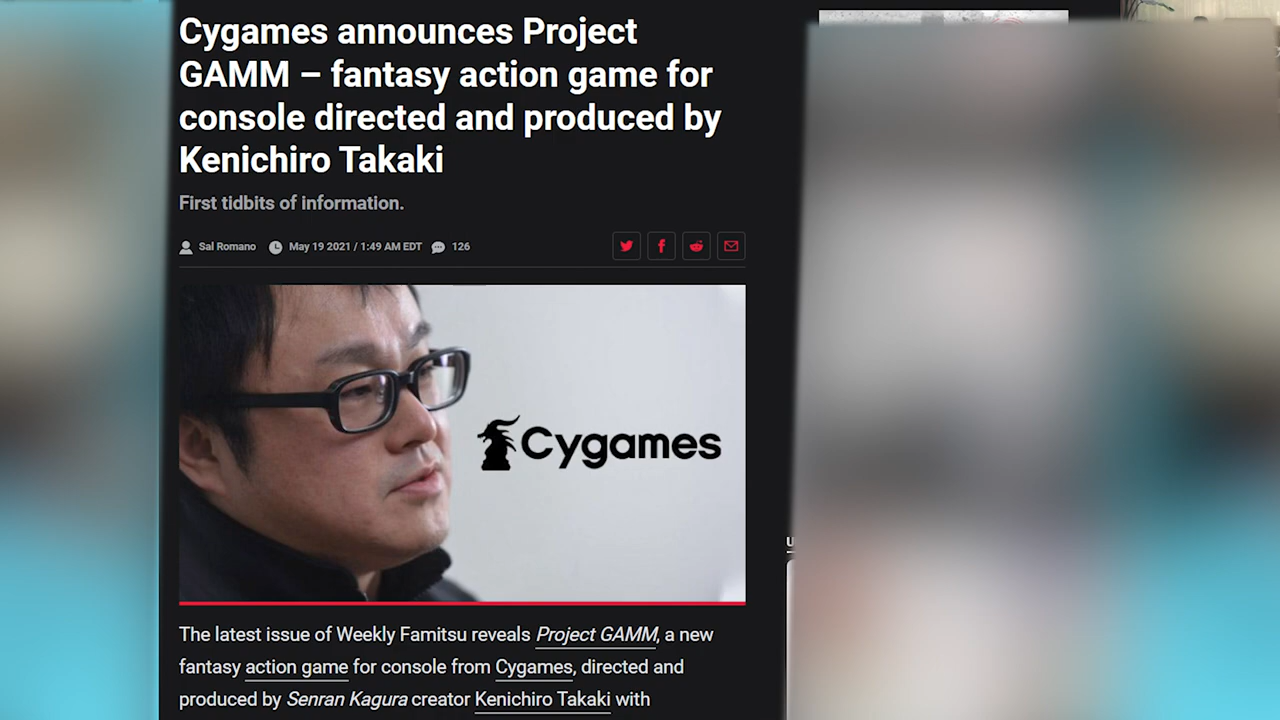 Cygames announces Project
GAMM – fantasy action game for
console directed and produced by
Kenichiro Takaki
First tidbits of information.
Sal Romano May 19 2021 / 1:49 AM EDT 126
Cygames
The latest issue of Weekly Famitsu reveals Project GAMM, a new
fantasy action game for console from Cygames, directed and
produced by Senran Kagura creator Kenichiro Takaki with